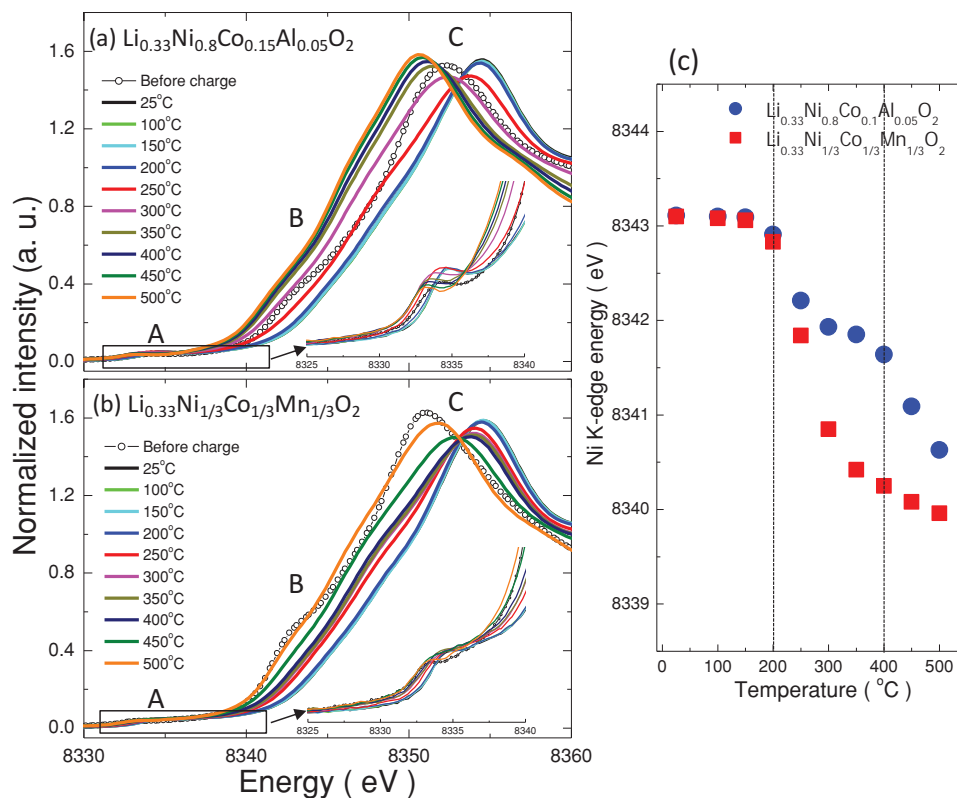 (a) Li0.33Ni0.8Co0.15Al0.05O2
C
Before charge
25°C
100°C
150°C
200°C
250°C
300°C
350°C
400°C
450°C
500°C
B
A
1.6
1.2
0.8
0.4
0.0
8325 8330 8335 8340
(b) Li0.33Ni1/3Co1/3Mn1/3O2
C
Before charge
25°C
100°C
150°C
200°C
250°C
300°C
350°C
400°C
450°C
500°C
B
A
1.6
1.2
0.8
0.4
0.0
8325 8330 8335 8340
8330 8340 8350 8360
Energy ( eV)
Normalized intensity (a. u.)
(c)
Li0.33Ni0.8Co0.1Al0.05O2
Li0.33Ni1/3Co1/3Mn1/3O2
8344
8343
8342
8341
8340
8339
Ni K-edge energy ( eV)
0 100 200 300 400 500
Temperature ( °C)